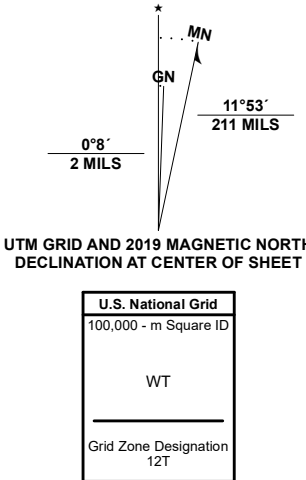 ★
MN
GN
11°53´
211 MILS
0°8´
2 MILS
UTM GRID AND 2019 MAGNETIC NORTH
DECLINATION AT CENTER OF SHEET
U.S. National Grid
100,000 - m Square ID
WT
Grid Zone Designation
12T